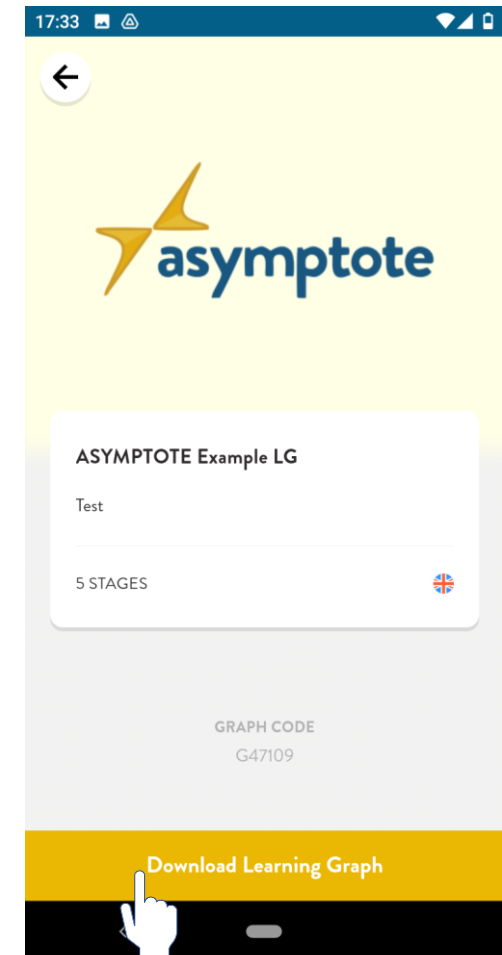 17:33
asymptote
ASYMPTOTE Example LG
Test
5 STAGES
GRAPH CODE
G47109
Download Learning Graph